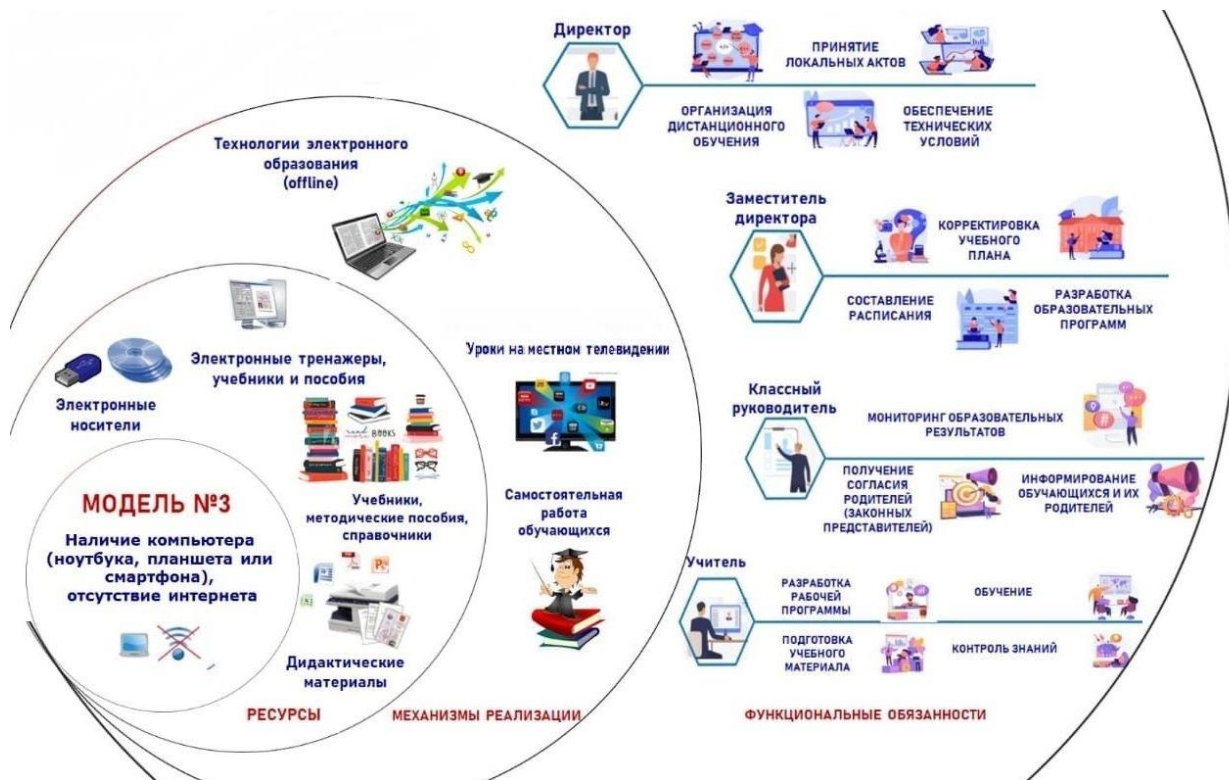 Директор
ПРИНЯТИЕ
ЛОКАЛЬНЫХ АКТОВ
ОРГАНИЗАЦИЯ
ДИСТАНЦИОННОГО
ОБУЧЕНИЯ
ОБЕСПЕЧЕНИЕ
ТЕХНИЧЕСКИХ
УСЛОВИЙ
Технологии электронного
образования
(offline)
Заместитель
директора
КОРРЕКТИРОВКА
УЧЕБНОГО
ПЛАНА
СОСТАВЛЕНИЕ
РАСПИСАНИЯ
РАЗРАБОТКА
ОБРАЗОВАТЕЛЬНЫХ
ПРОГРАММ
Электронные тренажеры,
учебники и пособия
Электронные
носители
Уроки на местном телевидении
Классный
руководитель
МОНИТОРИНГ ОБРАЗОВАТЕЛЬНЫХ
РЕЗУЛЬТАТОВ
ПОЛУЧЕНИЕ
СОГЛАСИЯ
РОДИТЕЛЕЙ
(ЗАКОННЫХ
ПРЕДСТАВИТЕЛЕЙ)
ИНФОРМИРОВАНИЕ
ОБУЧАЮЩИХСЯ И ИХ
РОДИТЕЛЕЙ
BOOKS
МОДЕЛЬ №3
Наличие компьютера
(ноутбука, планшета или
смартфона),
отсутствие интернета
Учебники,
методические пособия,
справочники
Самостоятельная
работа
обучающихся
Учитель
РАЗРАБОТКА
РАБОЧЕЙ
ПРОГРАММЫ
ОБУЧЕНИЕ
ПОДГОТОВКА
УЧЕБНОГО
МАТЕРИАЛА
КОНТРОЛЬ ЗНАНИЙ
Дидактические
материалы
РЕСУРСЫ
МЕХАНИЗМЫ РЕАЛИЗАЦИИ
ФУНКЦИОНАЛЬНЫЕ ОБЯЗАННОСТИ